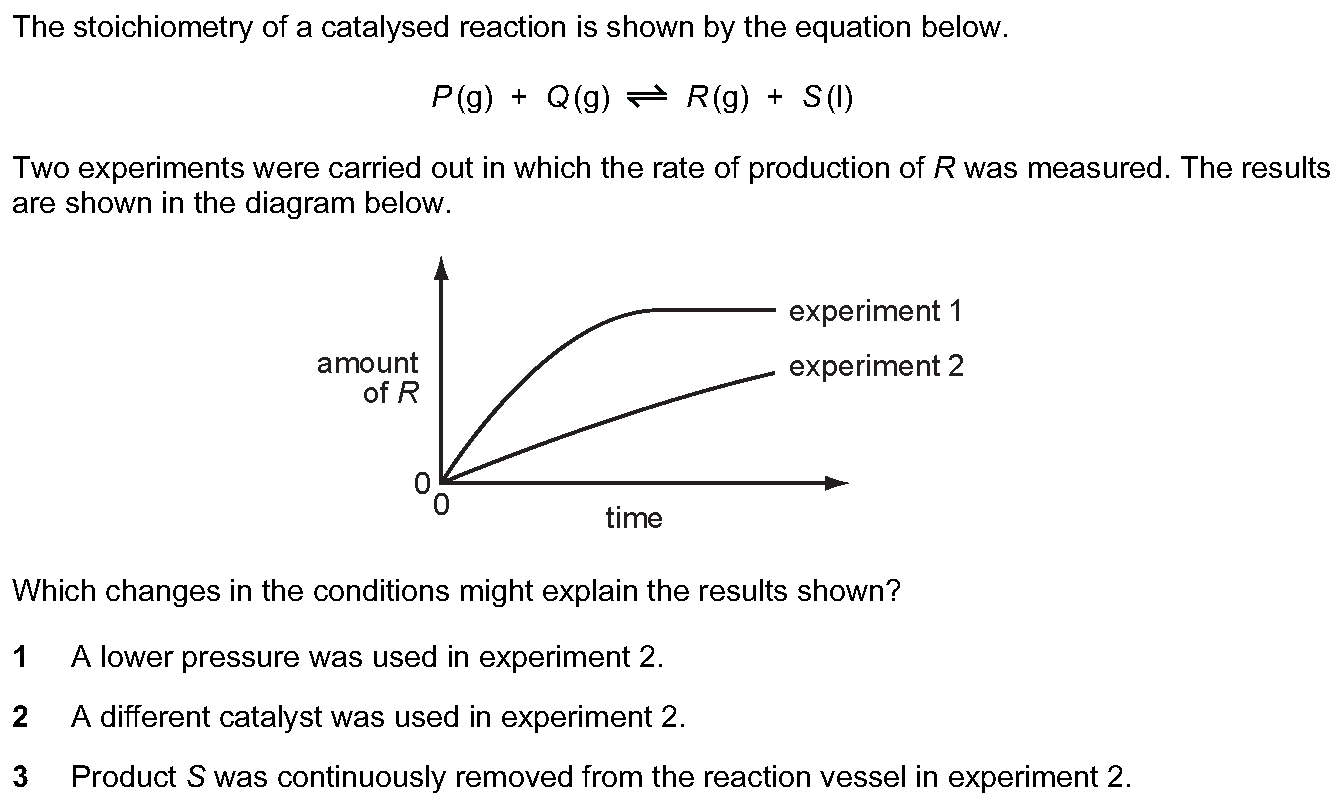 The stoichiometry of a catalysed reaction is shown by the equation below.
P(g) + Q(g) ⇌ R(g) + S(l)
Two experiments were carried out in which the rate of production of R was measured. The results
are shown in the diagram below.
experiment 1
amount
of R
experiment 2
0
0
time
Which changes in the conditions might explain the results shown?
1 A lower pressure was used in experiment 2.
2 A different catalyst was used in experiment 2.
3 Product S was continuously removed from the reaction vessel in experiment 2.